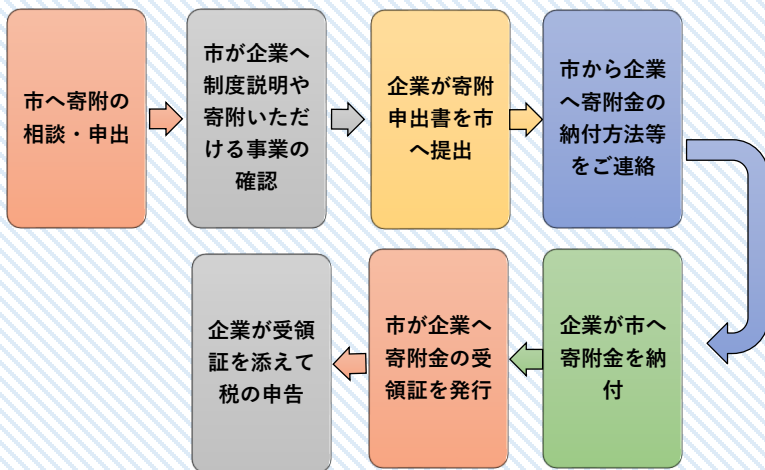 市へ寄附の
相談・申出
市が企業へ
制度説明や
寄附いただ
ける事業の
確認
企業が寄附
申出書を市
へ提出
市から企業
へ寄附金の
納付方法等
をご連絡
企業が市へ
寄附金を納
付
市が企業へ
寄附金の受
領証を発行
企業が受領
証を添えて
税の申告